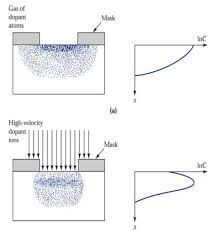 Gas of
dopant
atoms
Mask
lnC
x
(a)
High-velocity
dopant
ions
Mask
lnC
x